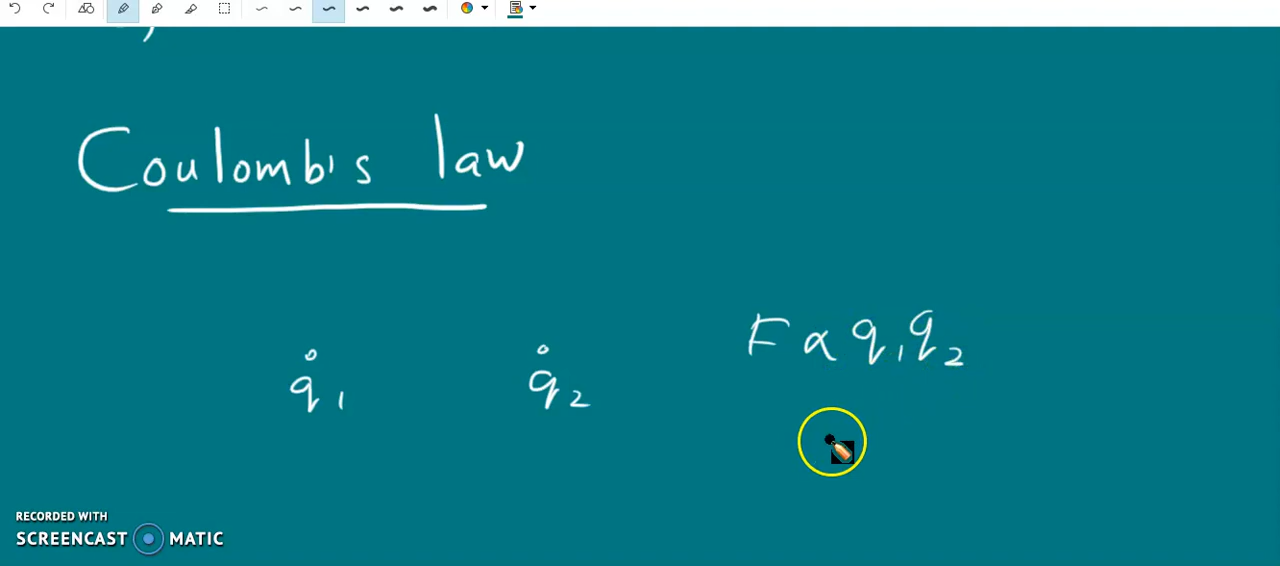 Coulomb's law
F ∝ q₁q₂
q₁ q₂
RECORDED WITH
SCREENCAST MATIC